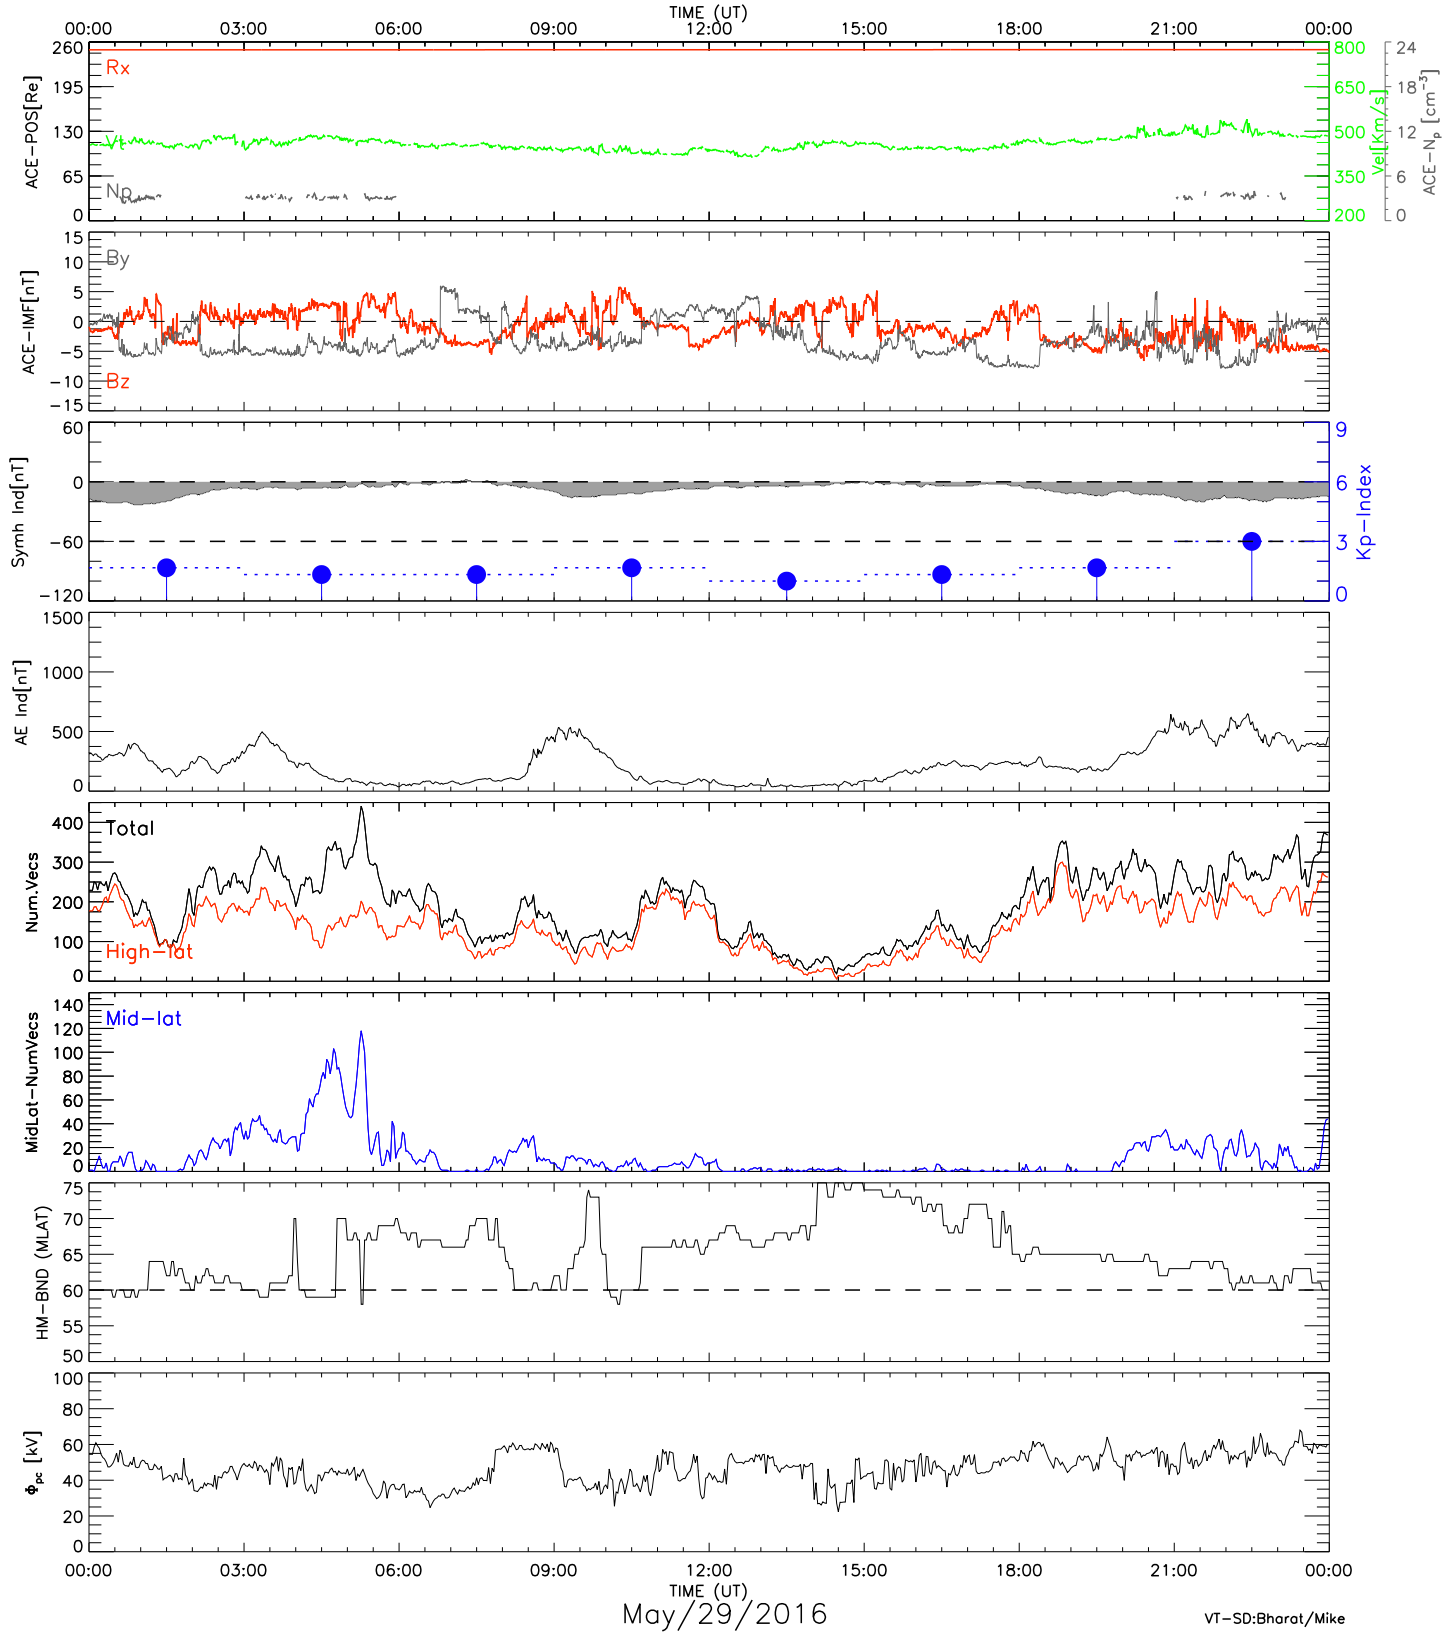 TIME (UT)
00:00 03:00 06:00 09:00 12:00 15:00 18:00 21:00 00:00
260 195 130 65 0
ACE-POS[Re]
Rx
Np
800 650 500 350 200
Vel[Km/s]
24 18 12 6 0
ACE-Np [cm-3]
15 10 5 0 -5 -10 -15
ACE-IMF[nT]
By
Bz
60 0 -60 -120
Symh Ind[nT]
9 6 3 0
Kp-Index
1500 1000 500 0
AE Ind[nT]
400 300 200 100 0
Num.Vecs
Total
High-lat
140 120 100 80 60 40 20 0
MidLat-NumVecs
Mid-lat
75 70 65 60 55 50
HM-BND (MLAT)
100 80 60 40 20 0
Φpc [kV]
00:00 03:00 06:00 09:00 12:00 15:00 18:00 21:00 00:00
TIME (UT)
May/29/2016
VT-SD:Bharat/Mike